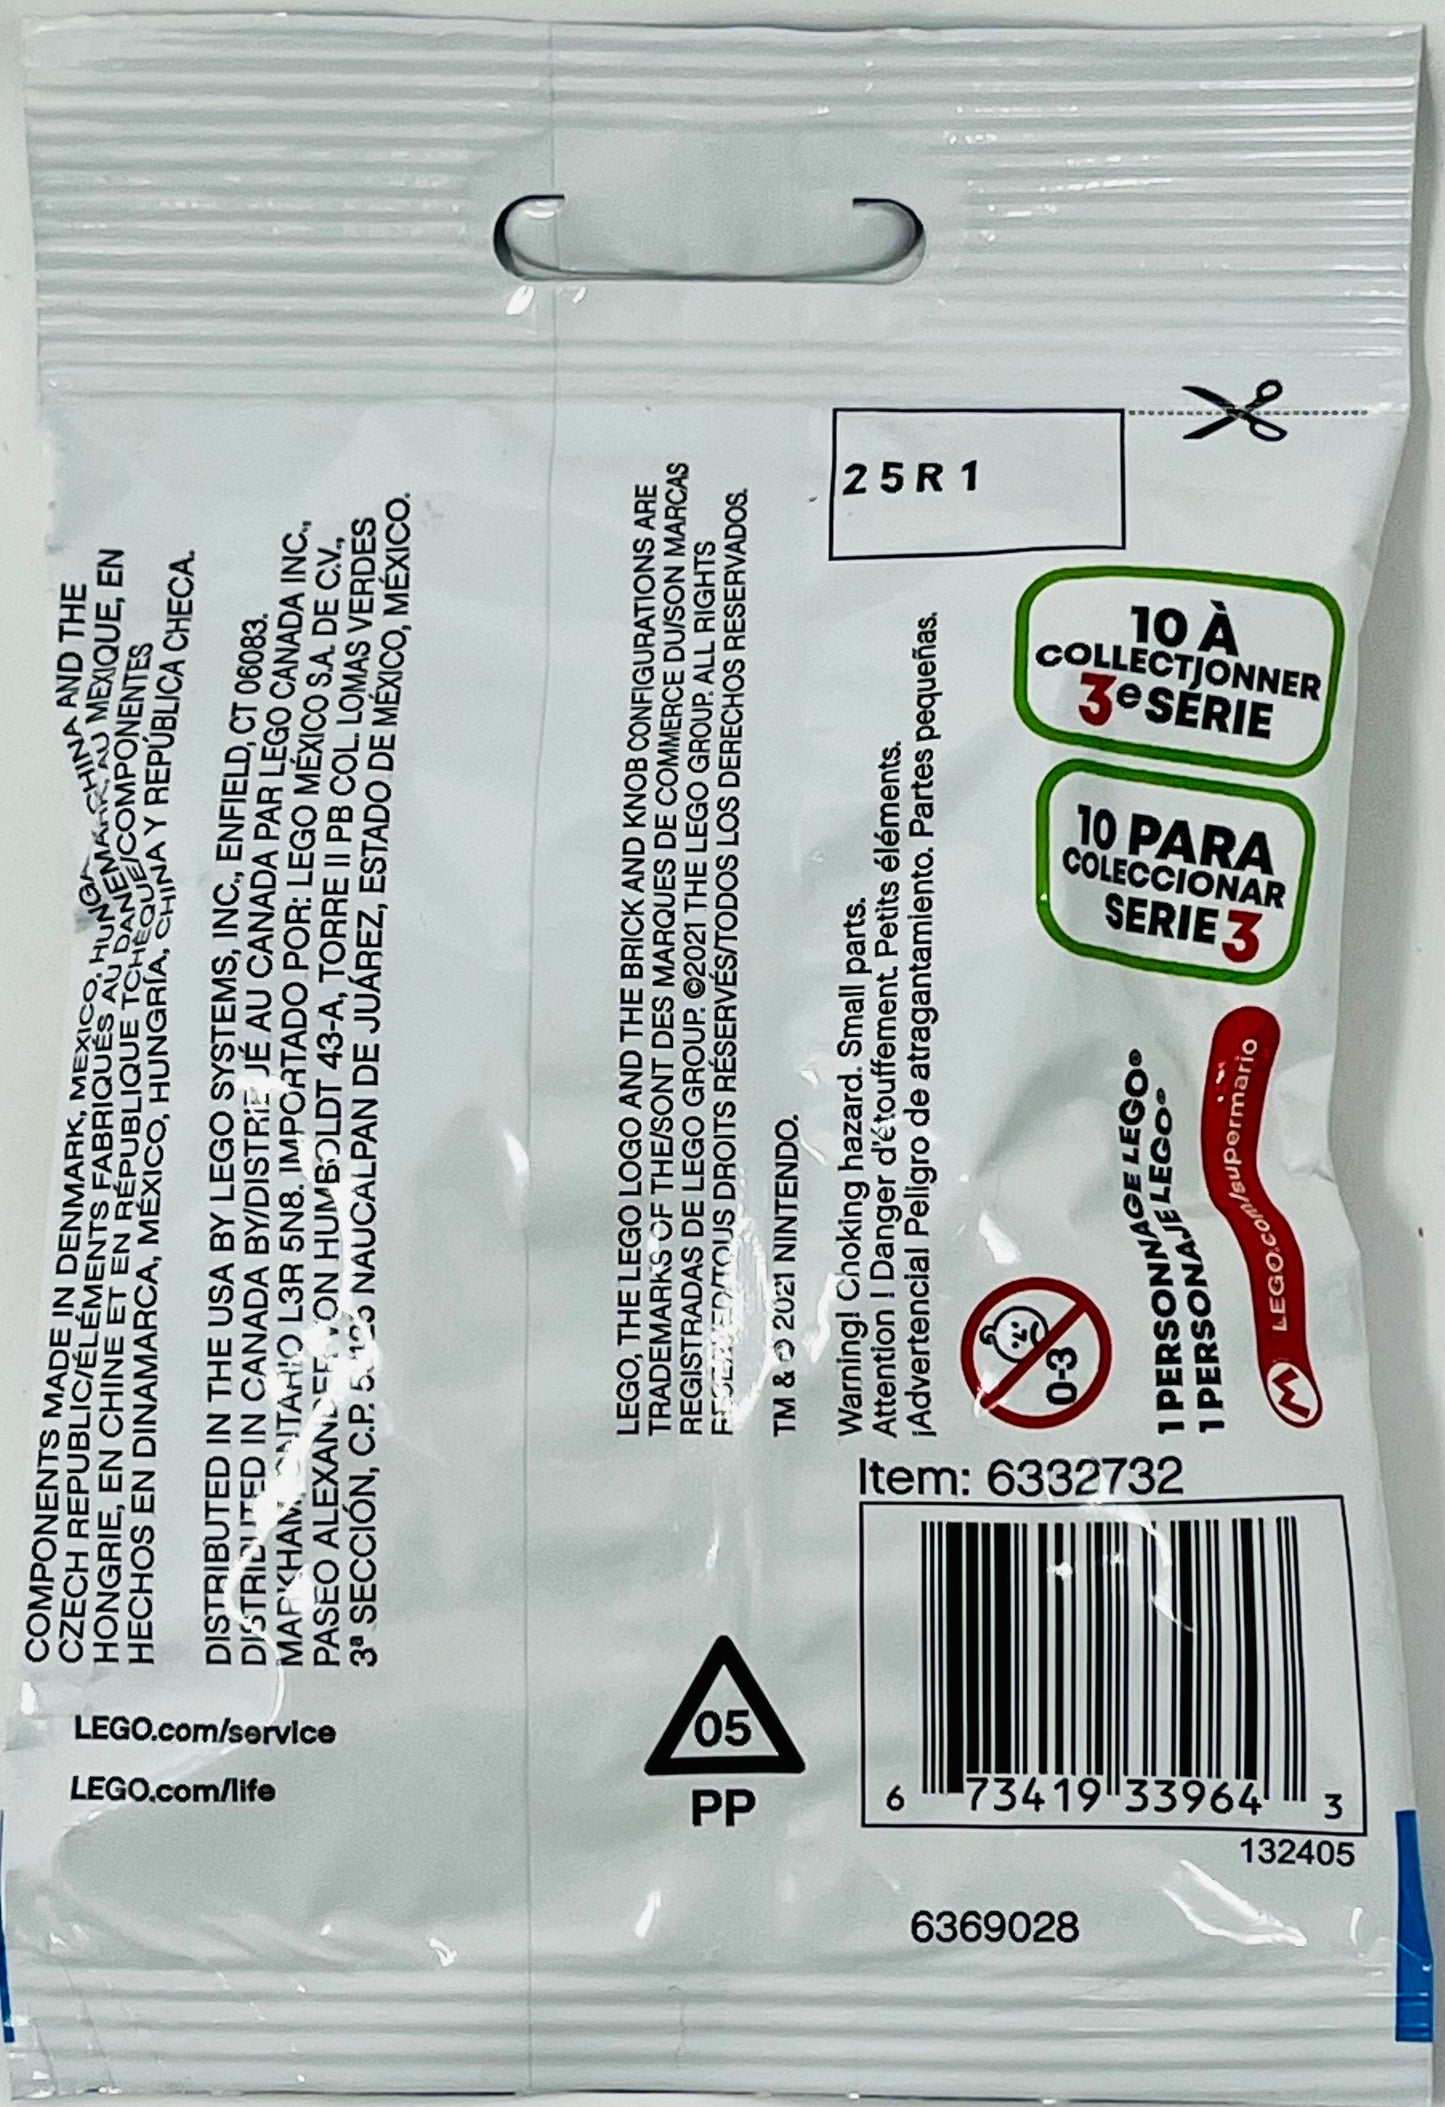 25R1
10 À
COLLECTIONNER
3e SÉRIE
10 PARA
COLECCIONAR
SERIE 3
COMPONENTS MADE IN DENMARK, MEXICO, HUNGARY, CHINA AND THE
CZECH REPUBLIC/ÉLÉMENTS FABRIQUÉS AU DANEMARK, AU MEXIQUE, EN
HONGRIE, EN CHINE ET EN RÉPUBLIQUE TCHÈQUE/COMPONENTES
HECHOS EN DINAMARCA, MÉXICO, HUNGRÍA, CHINA Y REPÚBLICA CHECA.
DISTRIBUTED IN THE USA BY LEGO SYSTEMS, INC., ENFIELD, CT 06083.
DISTRIBUTED IN CANADA BY/DISTRIBUÉ AU CANADA PAR LEGO CANADA INC.,
MARKHAM, ONTARIO L3R 5N8. IMPORTADO POR: LEGO MÉXICO S.A. DE C.V.,
PASEO ALEXANDER VON HUMBOLDT 43-A, TORRE II PB COL. LOMAS VERDES
3ª SECCIÓN, C.P. NAUCALPAN DE JUÁREZ, ESTADO DE MÉXICO, MÉXICO.
LEGO, THE LEGO LOGO AND THE BRICK AND KNOB CONFIGURATIONS ARE
TRADEMARKS OF THE/SONT DES MARQUES DE COMMERCE DU/SON MARCAS
REGISTRADAS DE LEGO GROUP. ©2021 THE LEGO GROUP. ALL RIGHTS
RESERVED/TOUS DROITS RÉSERVÉS/TODOS LOS DERECHOS RESERVADOS.
TM & © 2021 NINTENDO.
Warning! Choking hazard. Small parts.
Attention ! Danger d'étouffement. Petits éléments.
¡Advertencia! Peligro de atragantamiento. Partes pequeñas.
0-3
1 PERSONNAGE LEGO®
1 PERSONAJE LEGO®
M LEGO.com/supermario
Item: 6332732
6 73419 33964 3
132405
6369028
LEGO.com/service
LEGO.com/life
05
PP